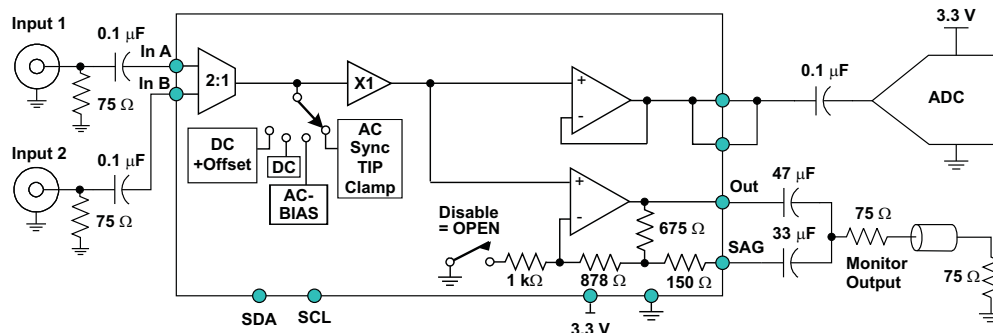 Input 1
0.1 μF
In A
75 Ω
In B
2:1
X1
+
-
0.1 μF
3.3 V
ADC
Input 2
0.1 μF
75 Ω
DC
+Offset
DC
AC-
BIAS
AC
Sync
TIP
Clamp
+
-
Out
47 μF
Disable
= OPEN
675 Ω
SAG
33 μF
75 Ω
1 kΩ
878 Ω
150 Ω
Monitor
Output
75 Ω
SDA
SCL
3.3 V